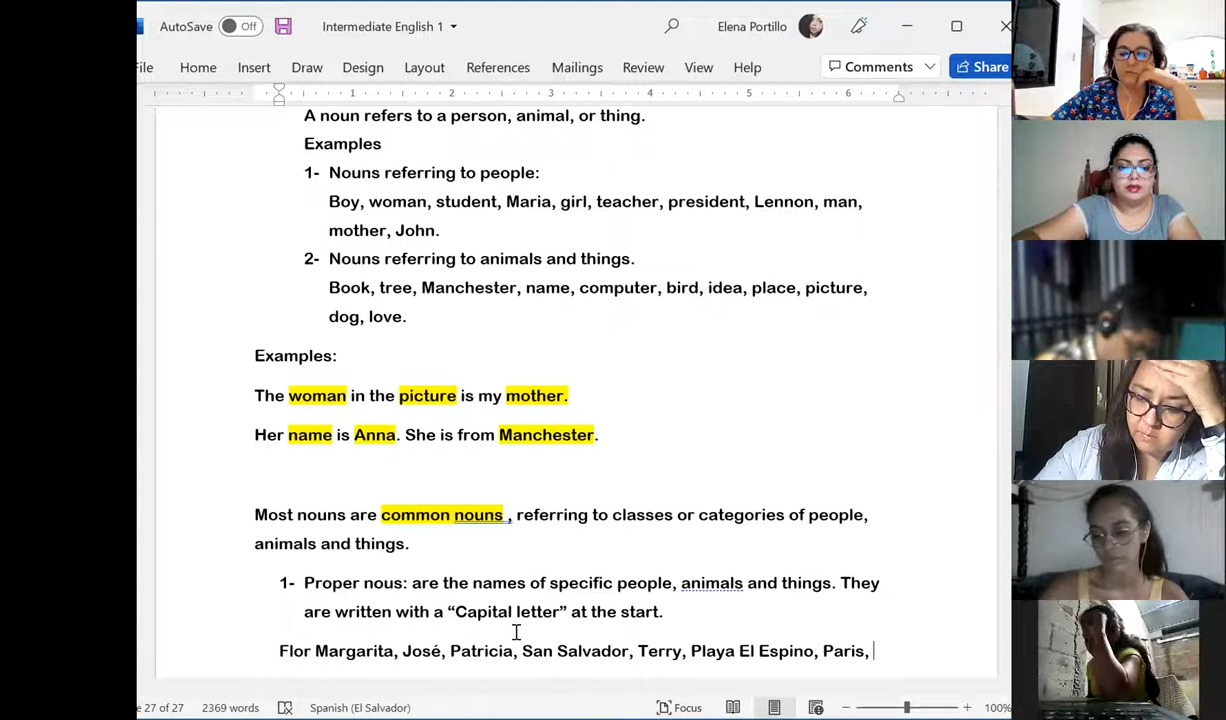 AutoSave Off Intermediate English 1 Elena Portillo
File Home Insert Draw Design Layout References Mailings Review View Help Comments Share
1 2 3 4 5 6
A noun refers to a person, animal, or thing.
Examples
1- Nouns referring to people:
Boy, woman, student, Maria, girl, teacher, president, Lennon, man,
mother, John.
2- Nouns referring to animals and things.
Book, tree, Manchester, name, computer, bird, idea, place, picture,
dog, love.
Examples:
The woman in the picture is my mother.
Her name is Anna. She is from Manchester.
Most nouns are common nouns , referring to classes or categories of people,
animals and things.
1- Proper nous: are the names of specific people, animals and things. They
are written with a “Capital letter” at the start.
Flor Margarita, José, Patricia, San Salvador, Terry, Playa El Espino, Paris,
27 of 27 2369 words Spanish (El Salvador) Focus 100%